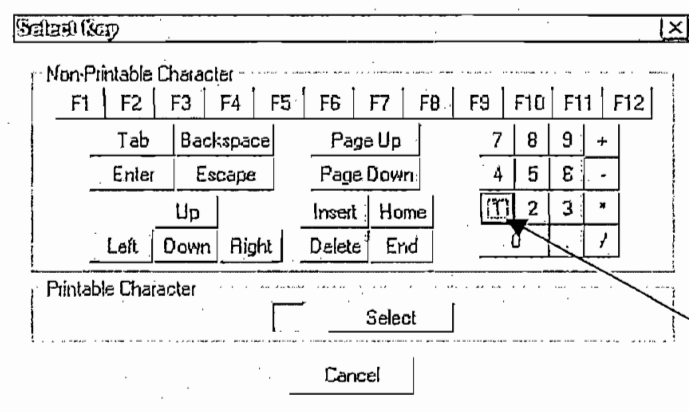 Select Key
Non-Printable Character
F1 F2 F3 F4 F5 F6 F7 F8 F9 F10 F11 F12
Tab Backspace Page Up 7 8 9 +
Enter Escape Page Down 4 5 6 -
Up Insert Home 1 2 3 *
Left Down Right Delete End 0 . /
Printable Character
Select
Cancel